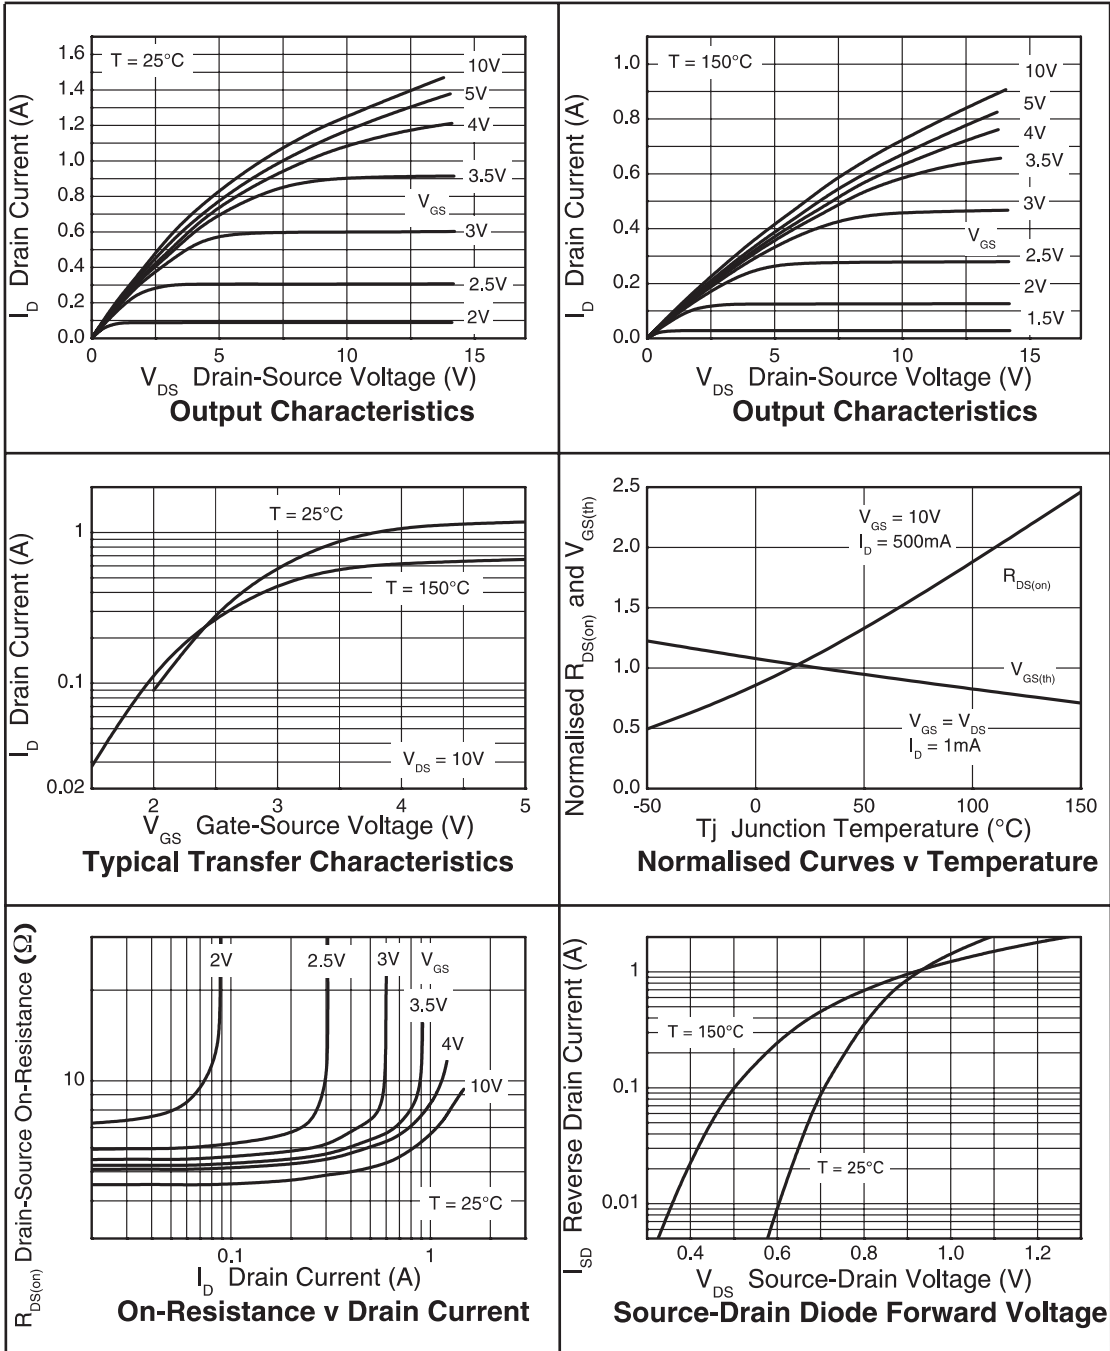 1.6
1.4
1.2
1.0
0.8
0.6
0.4
0.2
0.0
T = 25°C
10V
5V
4V
3.5V
V_GS
3V
2.5V
2V
0 5 10 15
I_D Drain Current (A)
V_DS Drain-Source Voltage (V)
Output Characteristics
1.0
0.8
0.6
0.4
0.2
0.0
T = 150°C
10V
5V
4V
3.5V
3V
V_GS
2.5V
2V
1.5V
0 5 10 15
I_D Drain Current (A)
V_DS Drain-Source Voltage (V)
Output Characteristics
1
0.1
0.02
T = 25°C
T = 150°C
V_DS = 10V
2 3 4 5
I_D Drain Current (A)
V_GS Gate-Source Voltage (V)
Typical Transfer Characteristics
2.5
2.0
1.5
1.0
0.5
0.0
V_GS = 10V
I_D = 500mA
R_DS(on)
V_GS(th)
V_GS = V_DS
I_D = 1mA
-50 0 50 100 150
Normalised R_DS(on) and V_GS(th)
Tj Junction Temperature (°C)
Normalised Curves v Temperature
10
2V
2.5V
3V
V_GS
3.5V
4V
10V
T = 25°C
0.1 1
R_DS(on) Drain-Source On-Resistance (Ω)
I_D Drain Current (A)
On-Resistance v Drain Current
1
0.1
0.01
T = 150°C
T = 25°C
0.4 0.6 0.8 1.0 1.2
I_SD Reverse Drain Current (A)
V_DS Source-Drain Voltage (V)
Source-Drain Diode Forward Voltage